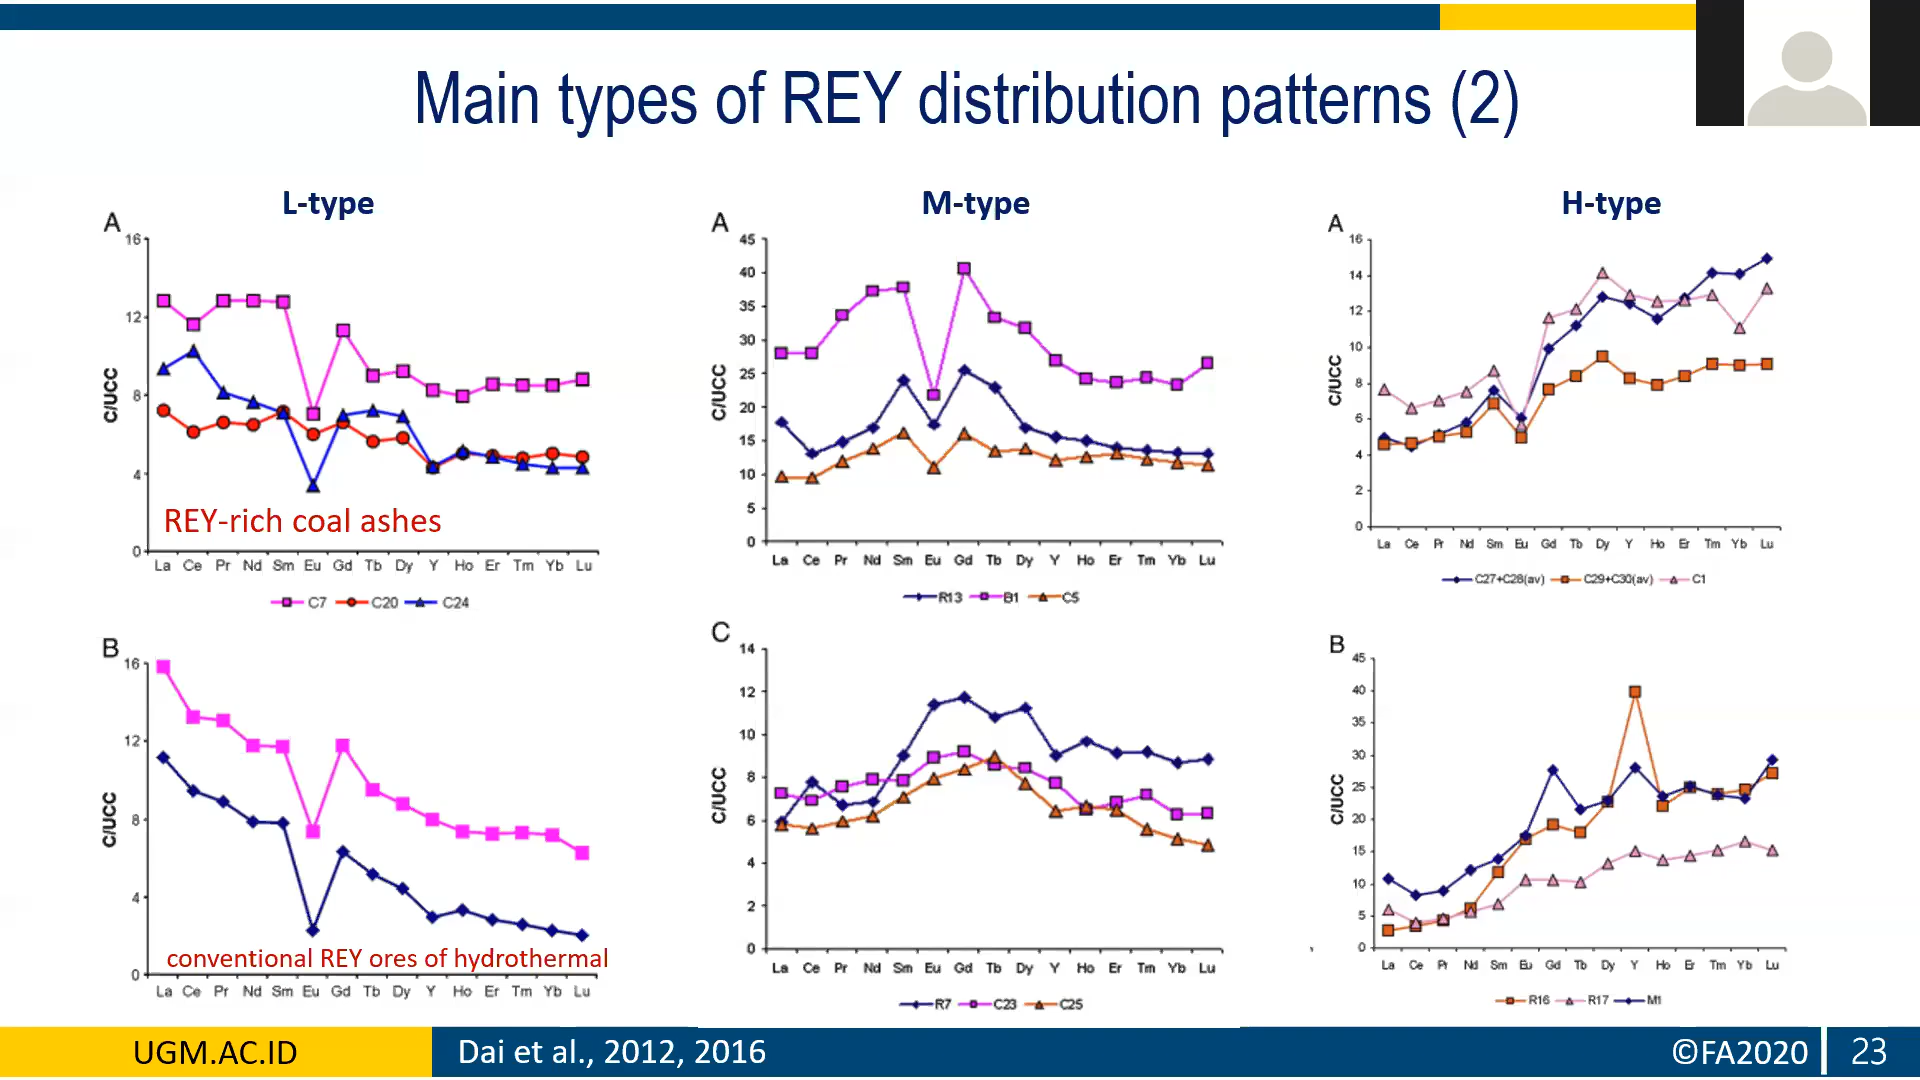 Main types of REY distribution patterns (2)
L-type
A
16
12
8
4
0
C/UCC
REY-rich coal ashes
La Ce Pr Nd Sm Eu Gd Tb Dy Y Ho Er Tm Yb Lu
C7 C20 C24
B
16
12
8
4
0
C/UCC
conventional REY ores of hydrothermal
La Ce Pr Nd Sm Eu Gd Tb Dy Y Ho Er Tm Yb Lu
M-type
A
45
40
35
30
25
20
15
10
5
0
C/UCC
La Ce Pr Nd Sm Eu Gd Tb Dy Y Ho Er Tm Yb Lu
R13 B1 C5
C
14
12
10
8
6
4
2
0
C/UCC
La Ce Pr Nd Sm Eu Gd Tb Dy Y Ho Er Tm Yb Lu
R7 C23 C25
H-type
A
16
14
12
10
8
6
4
2
0
C/UCC
La Ce Pr Nd Sm Eu Gd Tb Dy Y Ho Er Tm Yb Lu
C27+C28(av) C29+C30(av) C1
B
45
40
35
30
25
20
15
10
5
0
C/UCC
La Ce Pr Nd Sm Eu Gd Tb Dy Y Ho Er Tm Yb Lu
R16 R17 M1
UGM.AC.ID
Dai et al., 2012, 2016
©FA2020
23